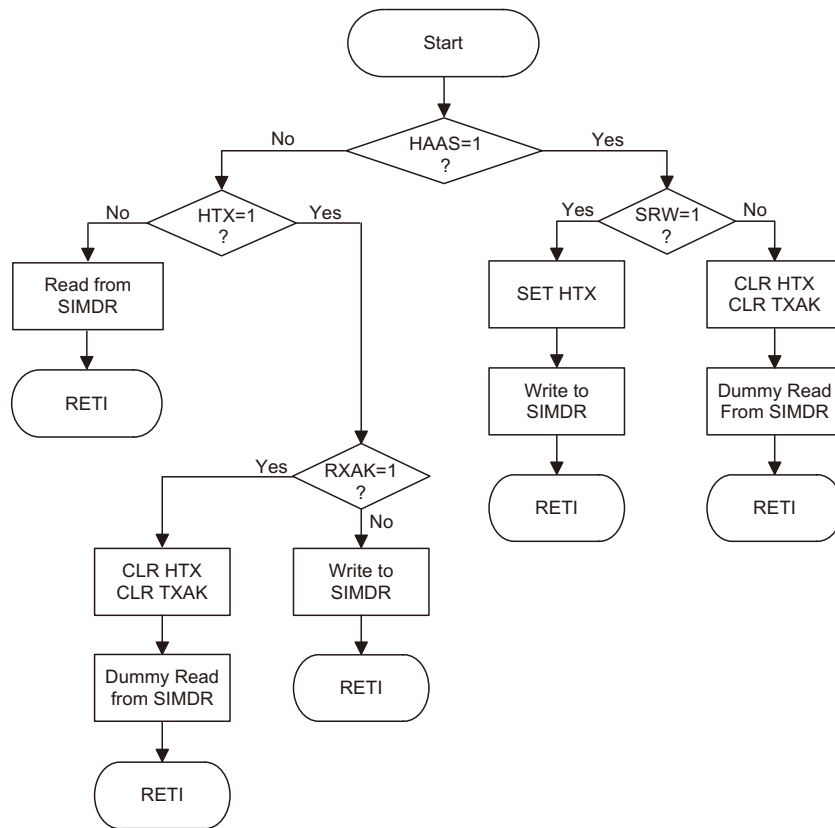 Start
No
HAAS=1
?
Yes
No
HTX=1
?
Yes
Yes
SRW=1
?
No
Read from
SIMDR
SET HTX
CLR HTX
CLR TXAK
RETI
Write to
SIMDR
Dummy Read
From SIMDR
Yes
RXAK=1
?
No
RETI
RETI
CLR HTX
CLR TXAK
Write to
SIMDR
Dummy Read
from SIMDR
RETI
RETI